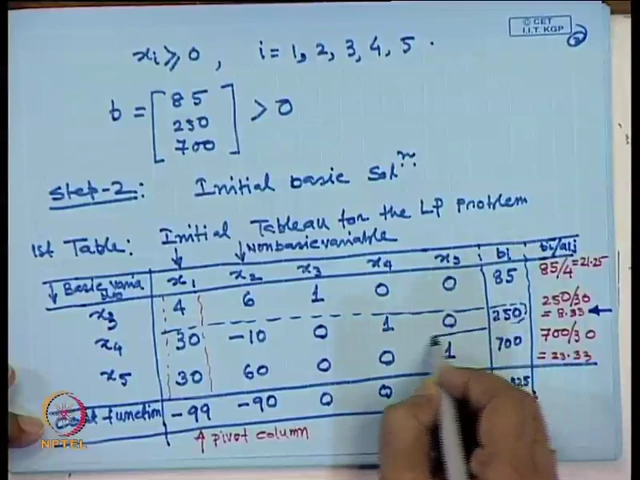 © CET
I.I.T. KGP
xi ≥ 0 , i = 1, 2, 3, 4, 5 .
b = [ 85
230
700 ] > 0
Step-2: Initial basic Sol^n:
1st Table: Initial Tableau for the LP Problem
↓ Nonbasic variable
↓ Basic varia x1 x2 x3 x4 x5 bi bi/aij
x3 4 6 1 0 0 85 85/4 = 21.25
x4 30 -10 0 1 0 250 250/30 = 8.33 ←
x5 30 60 0 0 1 700 700/30 = 23.33
Cost function -99 -90 0 0
↑ pivot column
NPTEL